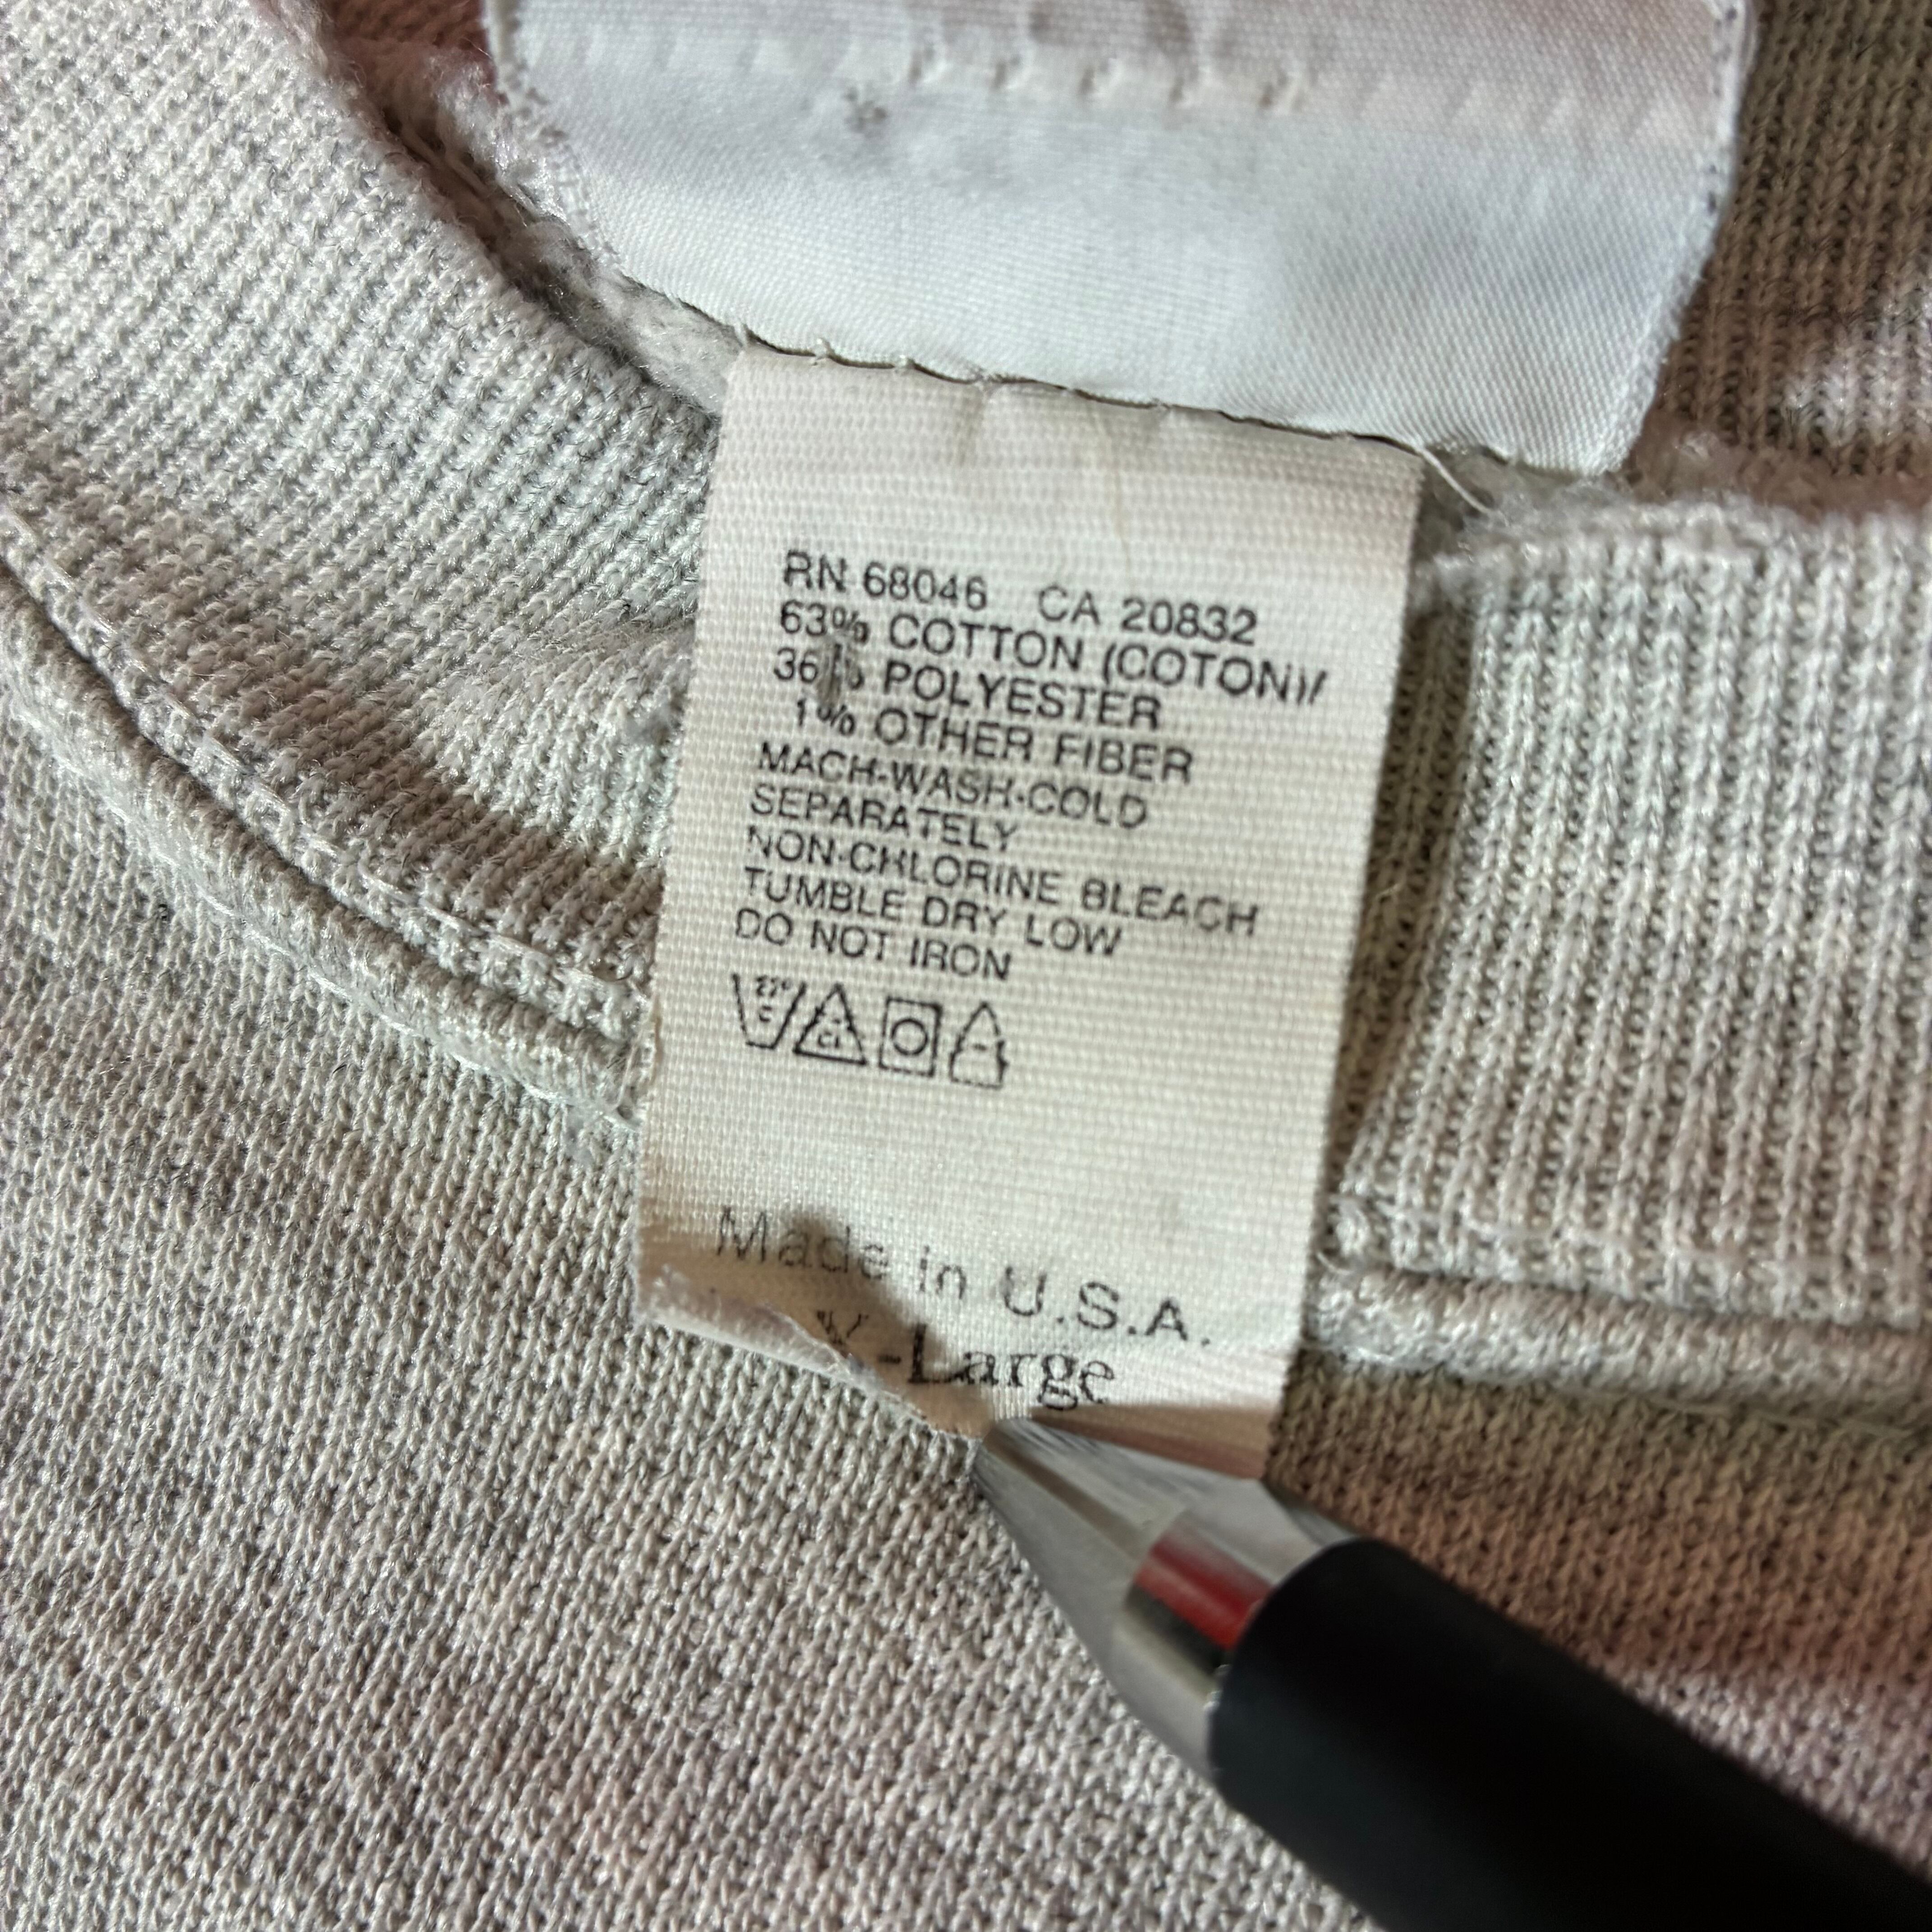 RN 68046 CA 20832
63% COTTON (COTON)/
36% POLYESTER
1% OTHER FIBER
MACH-WASH-COLD
SEPARATELY
NON-CHLORINE BLEACH
TUMBLE DRY LOW
DO NOT IRON
Made in U.S.A.
X-Large